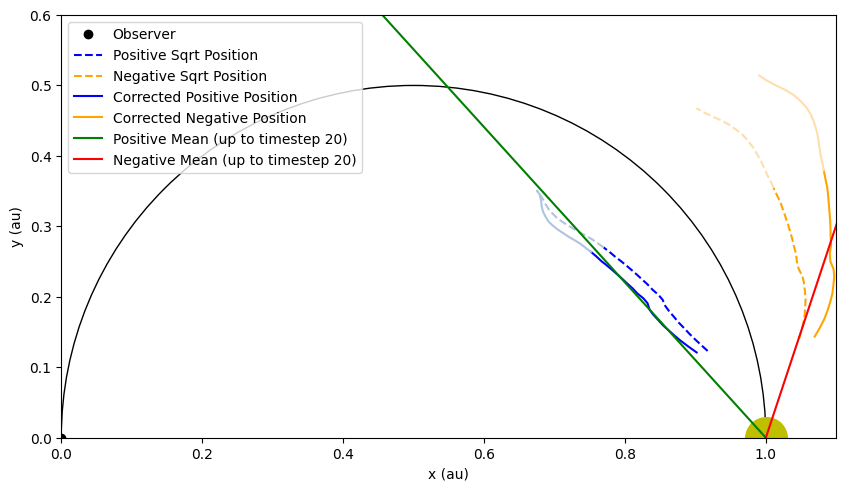 0.6
0.5
0.4
0.3
0.2
0.1
0.0
y (au)
Observer
Positive Sqrt Position
Negative Sqrt Position
Corrected Positive Position
Corrected Negative Position
Positive Mean (up to timestep 20)
Negative Mean (up to timestep 20)
0.0 0.2 0.4 0.6 0.8 1.0
x (au)